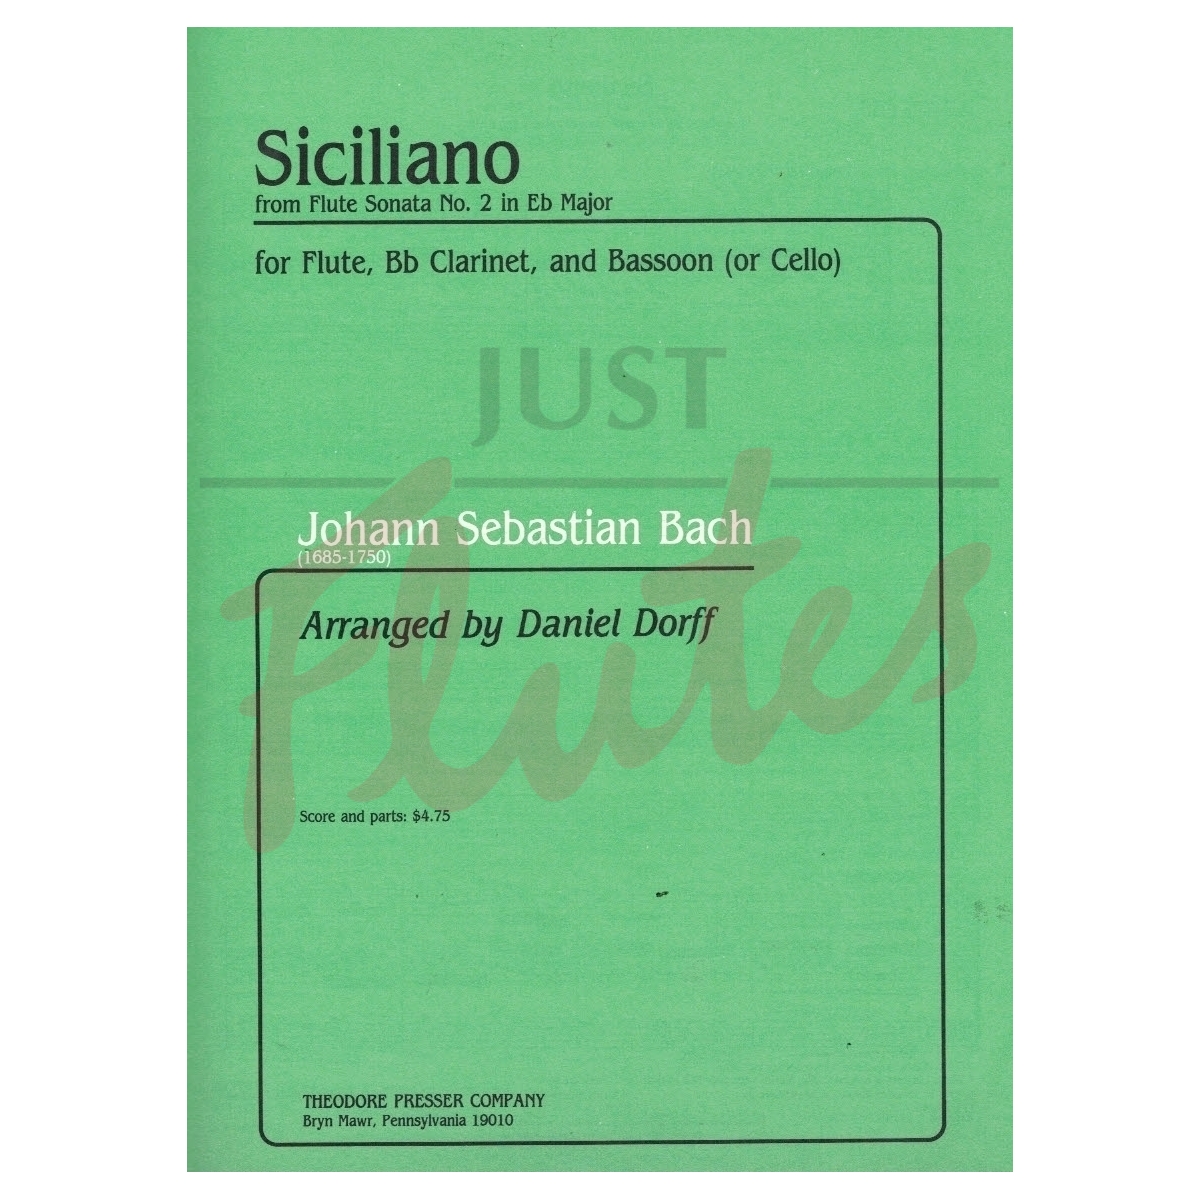 Siciliano
from Flute Sonata No. 2 in Eb Major
for Flute, Bb Clarinet, and Bassoon (or Cello)
JUST
Flutes
Johann Sebastian Bach
(1685-1750)
Arranged by Daniel Dorff
Score and parts: $4.75
THEODORE PRESSER COMPANY
Bryn Mawr, Pennsylvania 19010